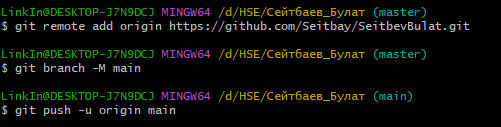 LinkIn@DESKTOP-J7N9DCJ MINGW64 /d/HSE/Сейтбаев_Булат (master)
$ git remote add origin https://github.com/Seitbay/SeitbevBulat.git
LinkIn@DESKTOP-J7N9DCJ MINGW64 /d/HSE/Сейтбаев_Булат (master)
$ git branch -M main
LinkIn@DESKTOP-J7N9DCJ MINGW64 /d/HSE/Сейтбаев_Булат (main)
$ git push -u origin main